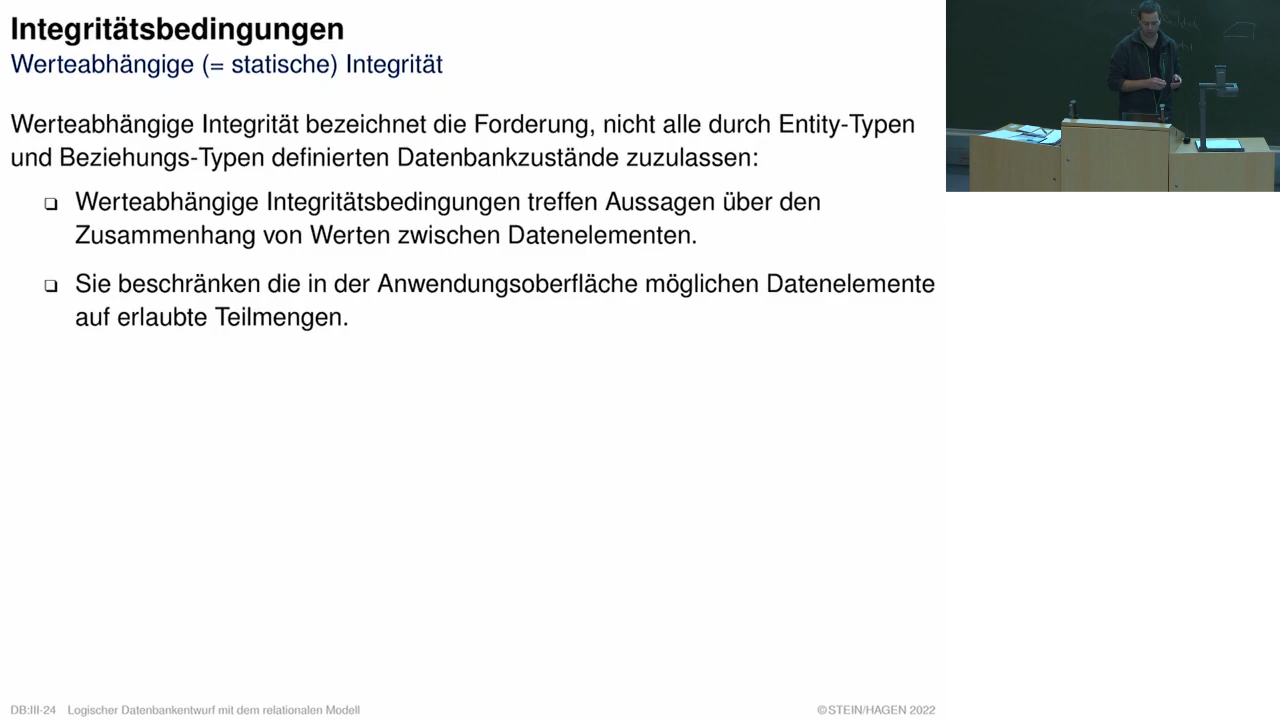 Integritätsbedingungen
Werteabhängige (= statische) Integrität
Werteabhängige Integrität bezeichnet die Forderung, nicht alle durch Entity-Typen
und Beziehungs-Typen definierten Datenbankzustände zuzulassen:
❑ Werteabhängige Integritätsbedingungen treffen Aussagen über den
Zusammenhang von Werten zwischen Datenelementen.
❑ Sie beschränken die in der Anwendungsoberfläche möglichen Datenelemente
auf erlaubte Teilmengen.
DB:III-24 Logischer Datenbankentwurf mit dem relationalen Modell
©STEIN/HAGEN 2022